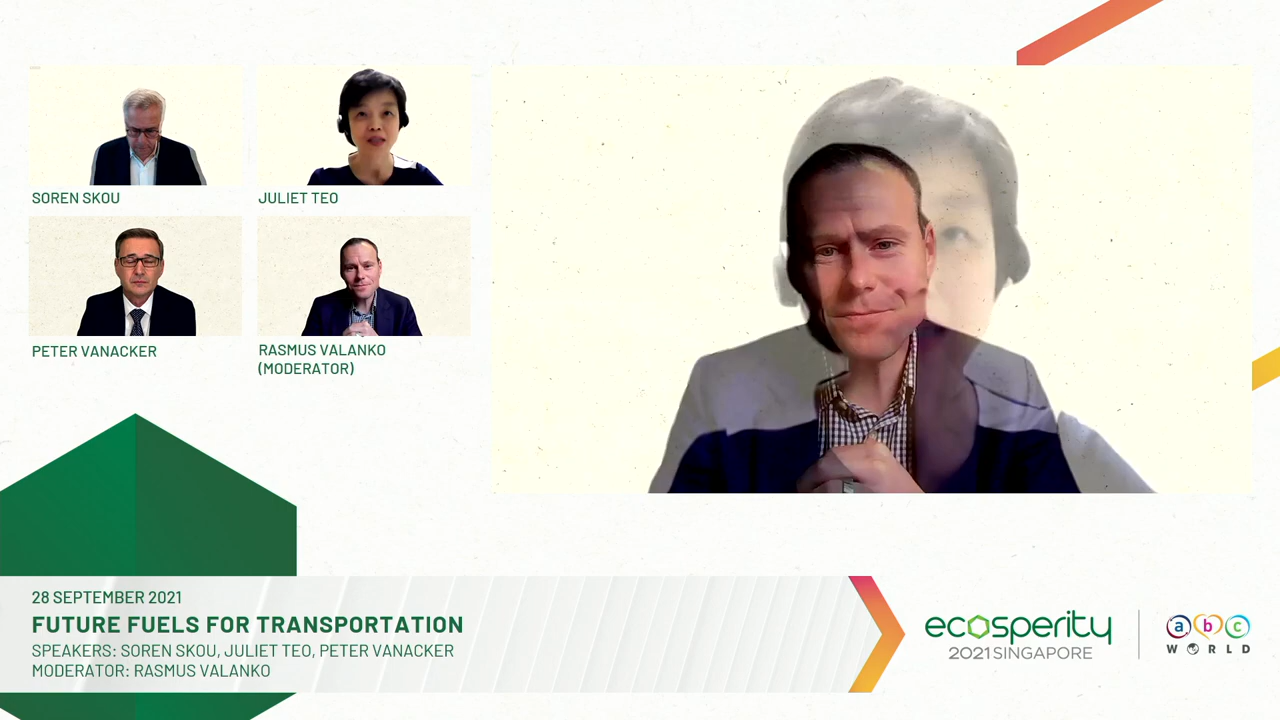 SOREN SKOU
JULIET TEO
PETER VANACKER
RASMUS VALANKO
(MODERATOR)
28 SEPTEMBER 2021
FUTURE FUELS FOR TRANSPORTATION
SPEAKERS: SOREN SKOU, JULIET TEO, PETER VANACKER
MODERATOR: RASMUS VALANKO
ecosperity
2021 SINGAPORE
abc
WORLD